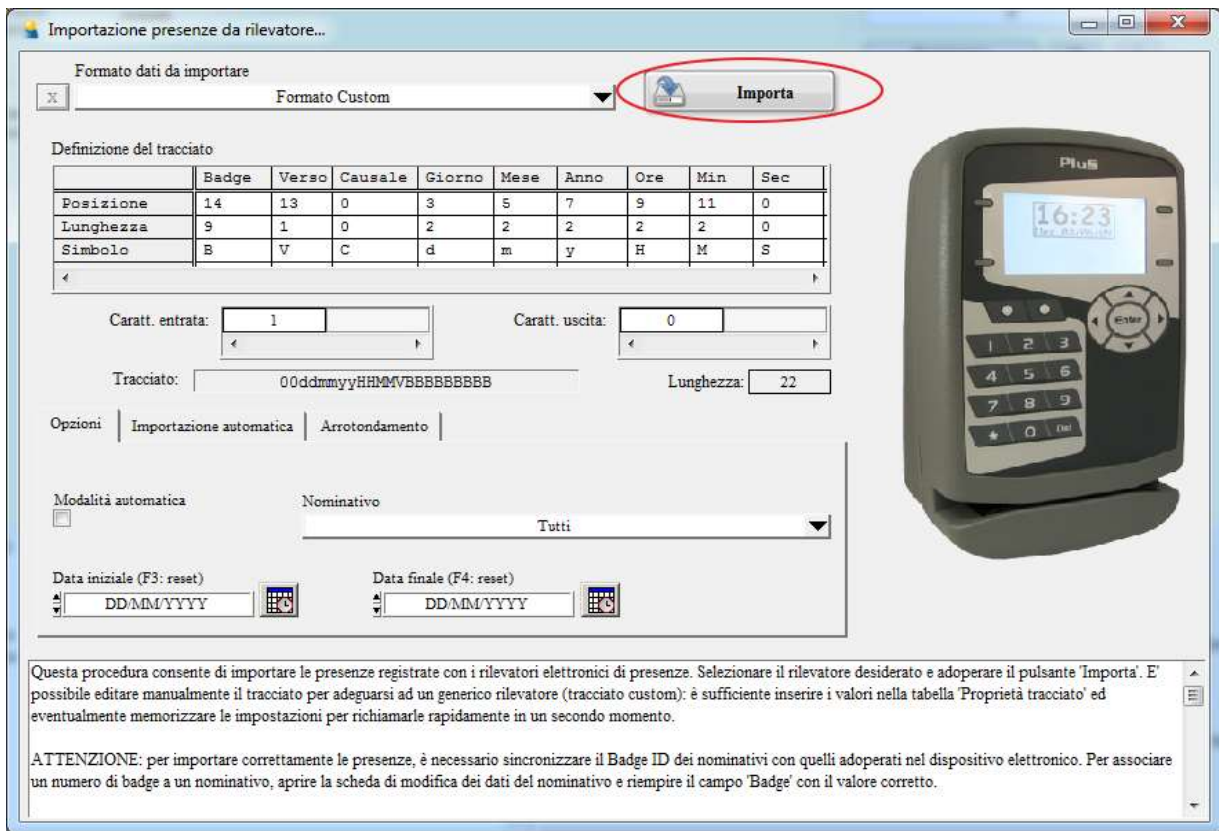 Importazione presenze da rilevatore...
Formato dati da importare
X Formato Custom Importa
Definizione del tracciato
Badge Verso Causale Giorno Mese Anno Ore Min Sec
Posizione 14 13 0 3 5 7 9 11 0
Lunghezza 9 1 0 2 2 2 2 2 0
Simbolo B V C d m y H M S
Caratt. entrata: 1 Caratt. uscita: 0
Tracciato: 00ddmmyyHHMMVBBBBBBBBB Lunghezza: 22
Opzioni Importazione automatica Arrotondamento
Modalità automatica Nominativo
Tutti
Data iniziale (F3: reset) Data finale (F4: reset)
DD/MM/YYYY DD/MM/YYYY
PluS
16:23
Enter
1 2 3
4 5 6
7 8 9
* 0 Del
Questa procedura consente di importare le presenze registrate con i rilevatori elettronici di presenze. Selezionare il rilevatore desiderato e adoperare il pulsante 'Importa'. E'
possibile editare manualmente il tracciato per adeguarsi ad un generico rilevatore (tracciato custom): è sufficiente inserire i valori nella tabella 'Proprietà tracciato' ed
eventualmente memorizzare le impostazioni per richiamarle rapidamente in un secondo momento.
ATTENZIONE: per importare correttamente le presenze, è necessario sincronizzare il Badge ID dei nominativi con quelli adoperati nel dispositivo elettronico. Per associare
un numero di badge a un nominativo, aprire la scheda di modifica dei dati del nominativo e riempire il campo 'Badge' con il valore corretto.